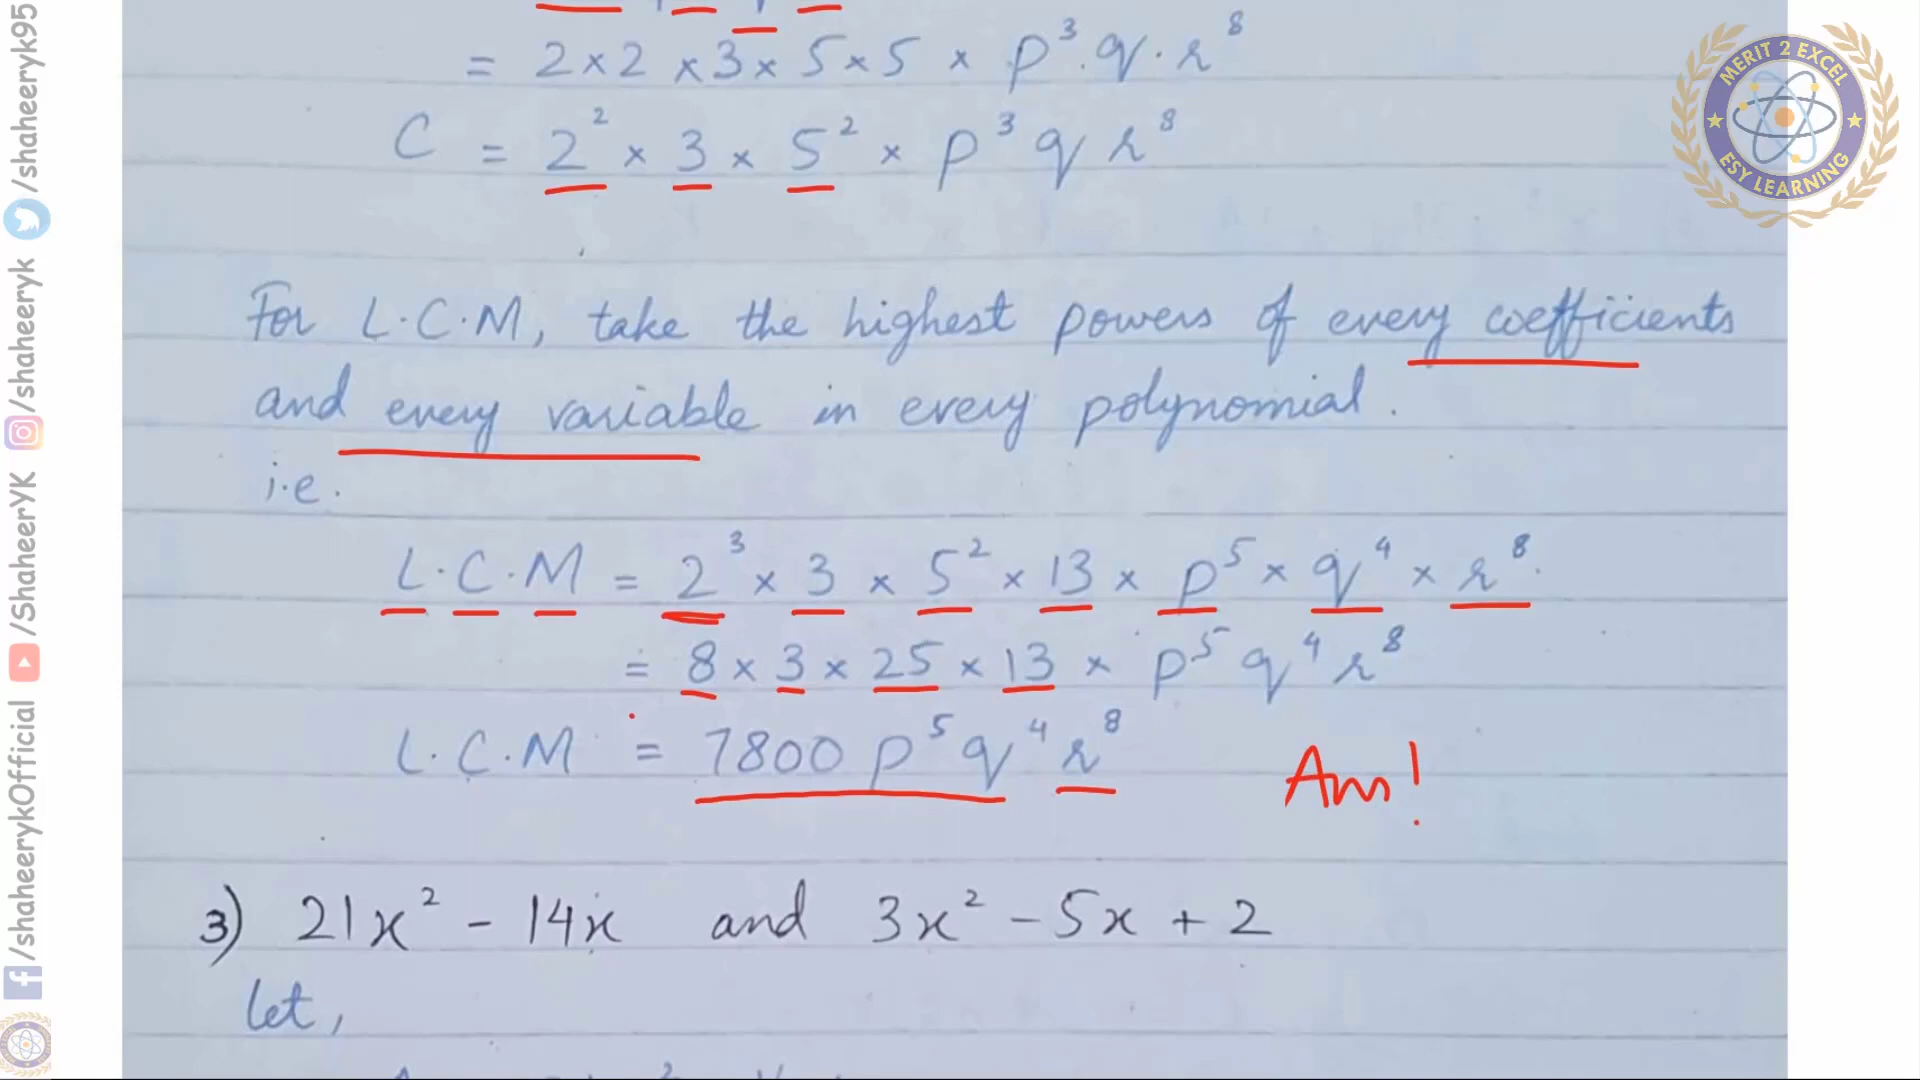 = 2 × 2 × 3 × 5 × 5 × p³ . q . r⁸
C = 2² × 3 × 5² × p³ q r⁸
For L.C.M, take the highest powers of every coefficients
and every variable in every polynomial.
i.e.
L.C.M = 2³ × 3 × 5² × 13 × p⁵ × q⁴ × r⁸.
= 8 × 3 × 25 × 13 × p⁵ q⁴ r⁸
L.C.M = 7800 p⁵ q⁴ r⁸
Ans!
3) 21x² - 14x and 3x² - 5x + 2
let,
MERIT 2 EXCEL
ESY LEARNING
/shaheeryk95
/shaheeryk
/ShaheerYK
/shaheerykOfficial